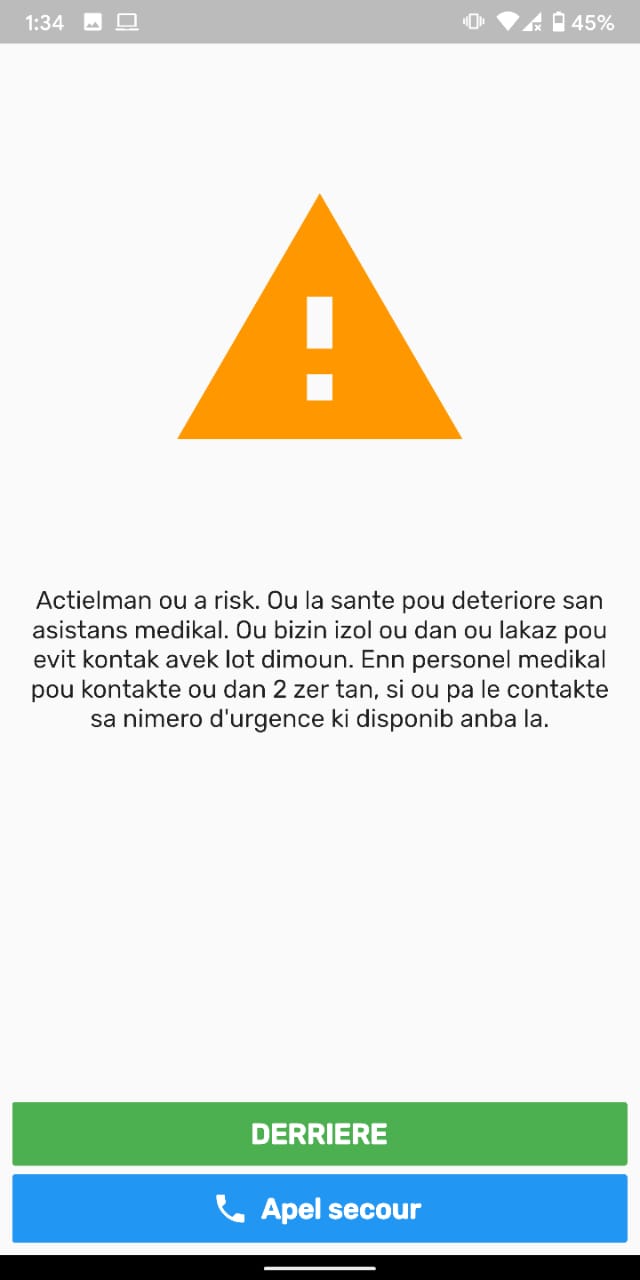 1:34
45%
Actielman ou a risk. Ou la sante pou deteriore san
asistans medikal. Ou bizin izol ou dan ou lakaz pou
evit kontak avek lot dimoun. Enn personel medikal
pou kontakte ou dan 2 zer tan, si ou pa le contakte
sa nimero d'urgence ki disponib anba la.
DERRIERE
Apel secour